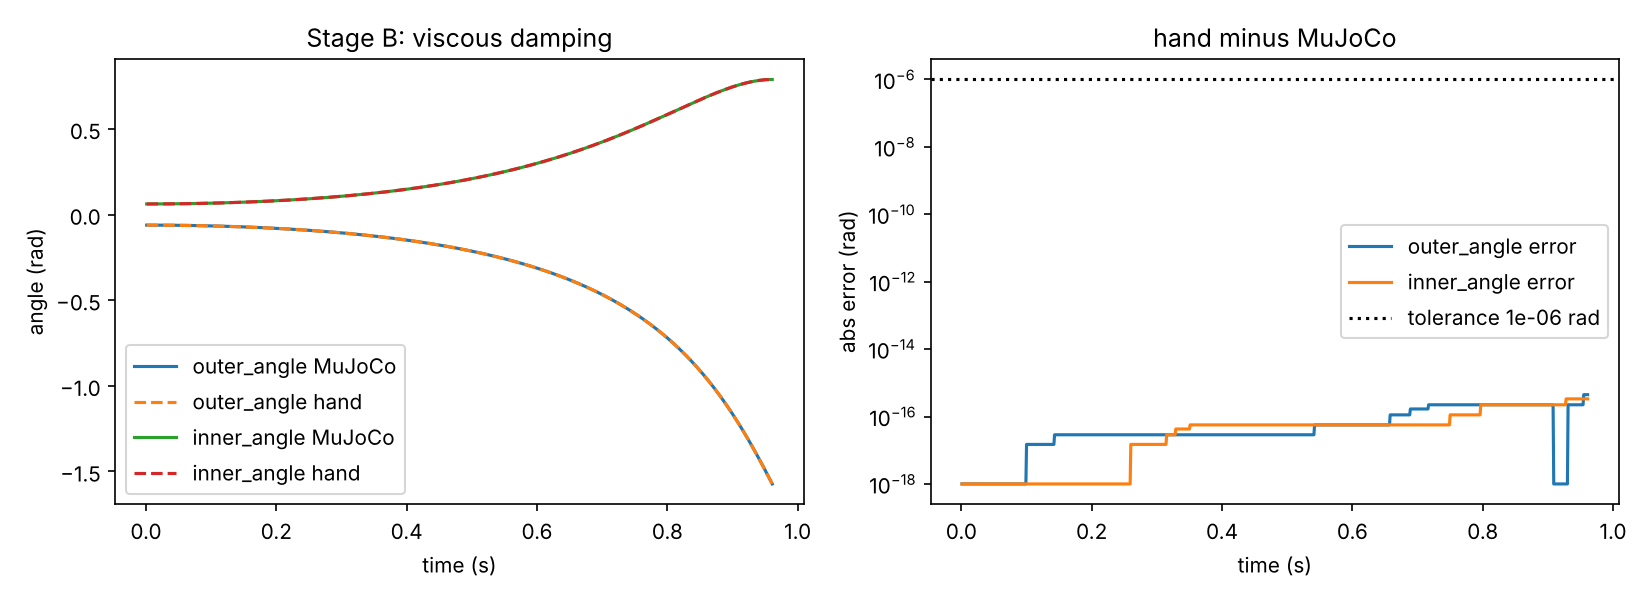 Stage B: viscous damping
angle (rad)
0.5
0.0
−0.5
−1.0
−1.5
outer_angle MuJoCo
outer_angle hand
inner_angle MuJoCo
inner_angle hand
0.0 0.2 0.4 0.6 0.8 1.0
time (s)
hand minus MuJoCo
abs error (rad)
10⁻⁶
10⁻⁸
10⁻¹⁰
10⁻¹²
10⁻¹⁴
10⁻¹⁶
10⁻¹⁸
outer_angle error
inner_angle error
tolerance 1e-06 rad
0.0 0.2 0.4 0.6 0.8 1.0
time (s)